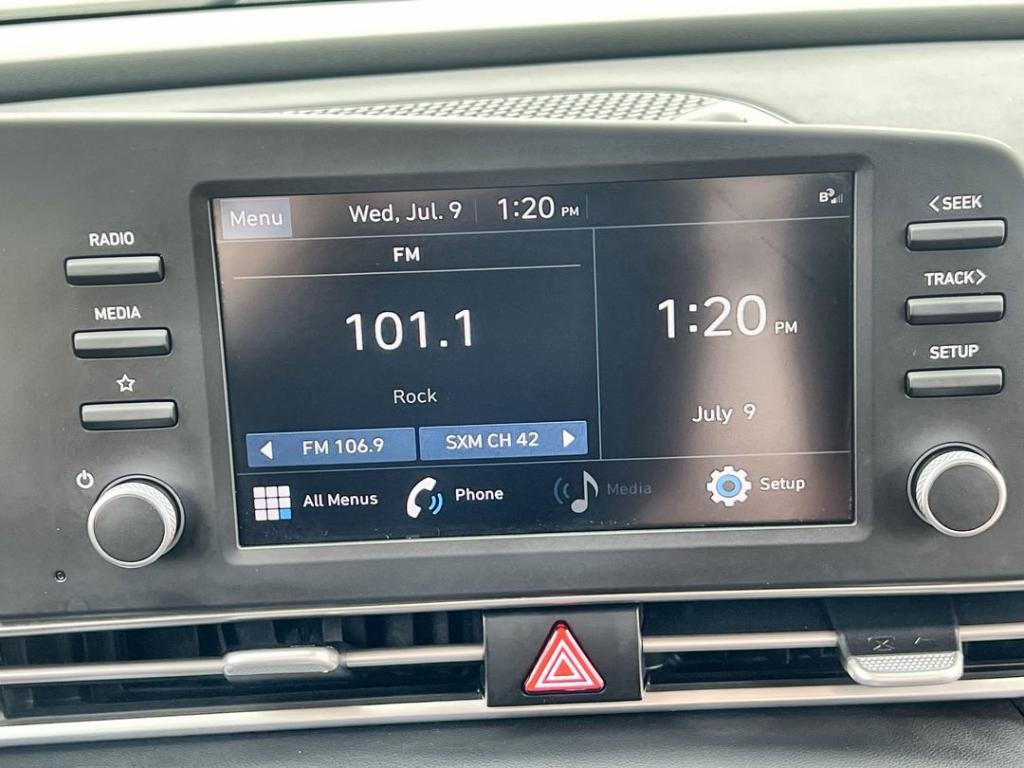 RADIO
MEDIA
Menu Wed, Jul. 9 1:20 PM
FM
101.1
Rock
FM 106.9 SXM CH 42
1:20 PM
July 9
All Menus Phone Media Setup
<SEEK
TRACK>
SETUP